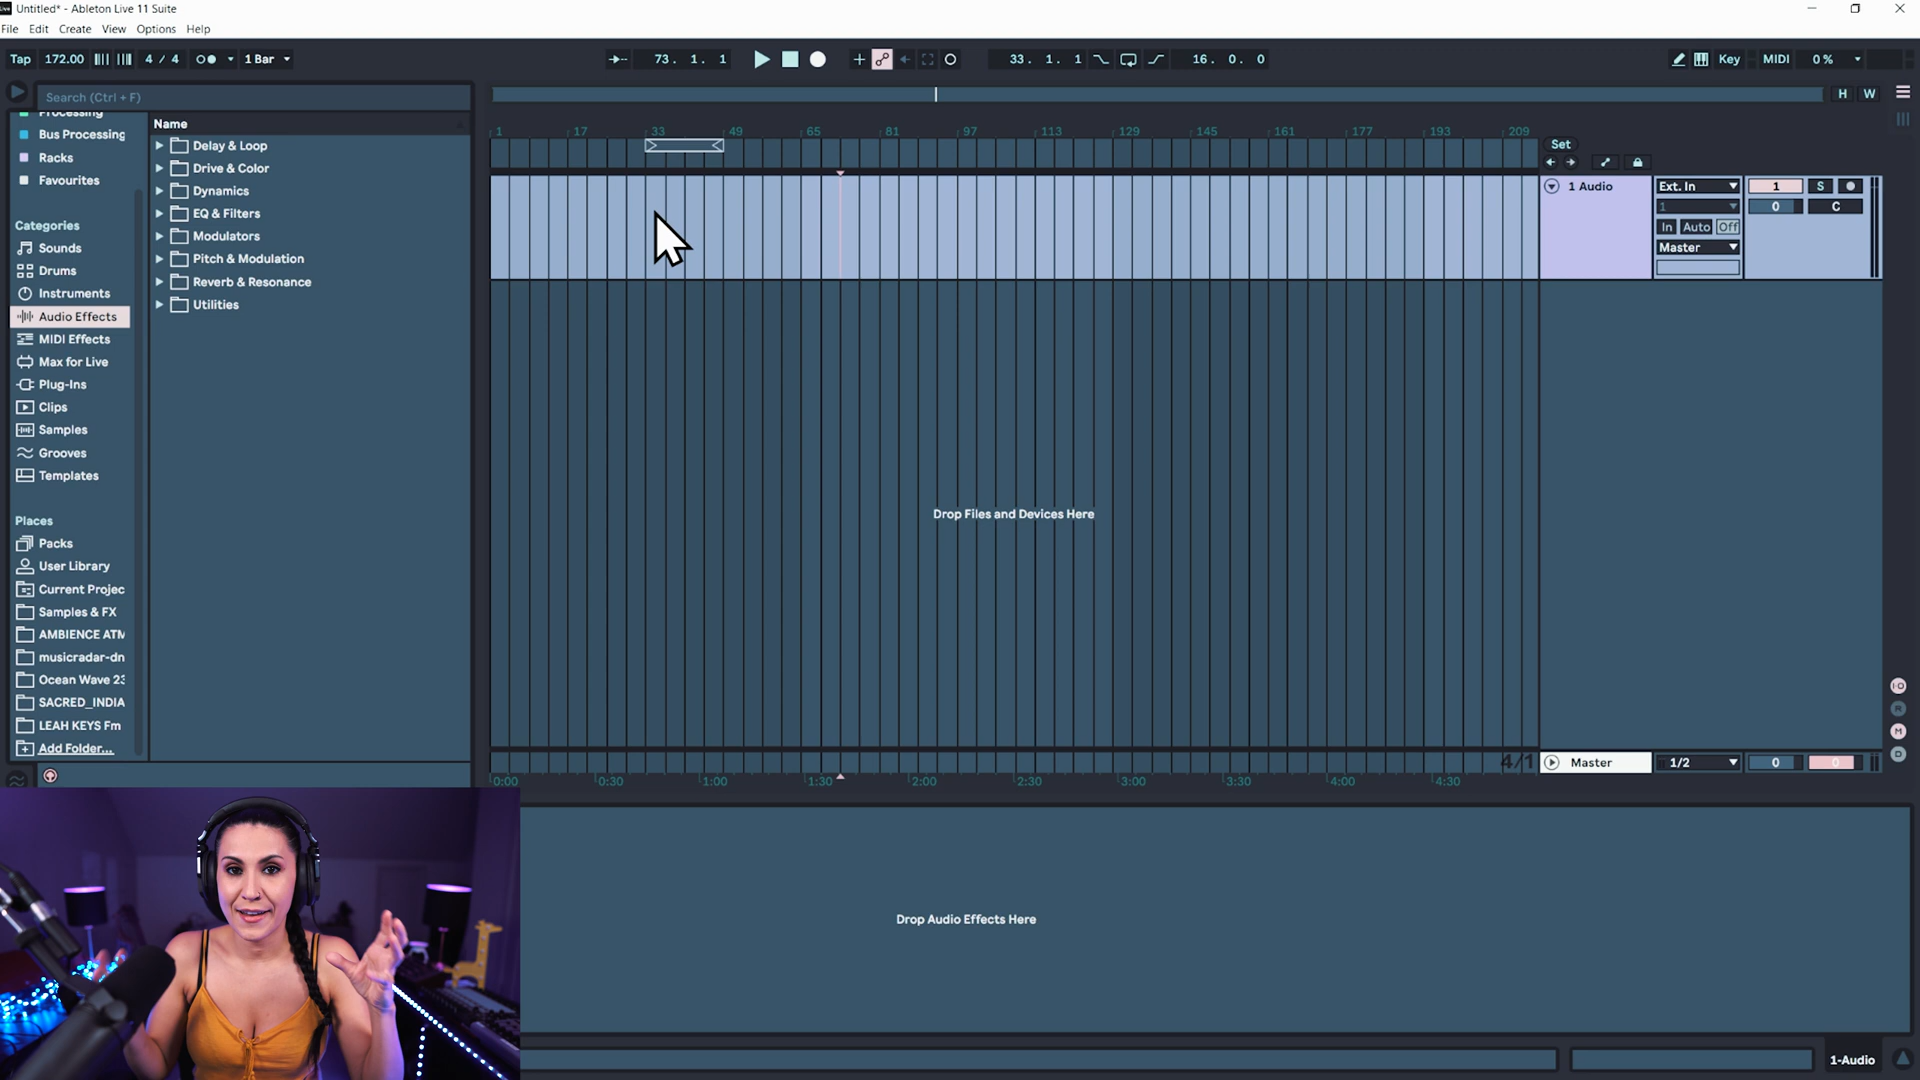 Untitled* - Ableton Live 11 Suite
File Edit Create View Options Help
Tap 172.00 4 / 4 1 Bar 73. 1. 1 33. 1. 1 16. 0. 0 Key MIDI 0 %
Search (Ctrl + F)
H W
Processing
Bus Processing
Racks
Favourites
Categories
Sounds
Drums
Instruments
Audio Effects
MIDI Effects
Max for Live
Plug-Ins
Clips
Samples
Grooves
Templates
Places
Packs
User Library
Current Projec
Samples & FX
AMBIENCE ATM
musicradar-dn
Ocean Wave 23
SACRED_INDIA
LEAH KEYS Fm
Add Folder...
Name
Delay & Loop
Drive & Color
Dynamics
EQ & Filters
Modulators
Pitch & Modulation
Reverb & Resonance
Utilities
1 17 33 49 65 81 97 113 129 145 161 177 193 209
Set
1 Audio Ext. In 1 S
1 0 C
In Auto Off
Master
Drop Files and Devices Here
I·O
R
M
D
4/1 Master 1/2 0 0
0:00 0:30 1:00 1:30 2:00 2:30 3:00 3:30 4:00 4:30
Drop Audio Effects Here
1-Audio